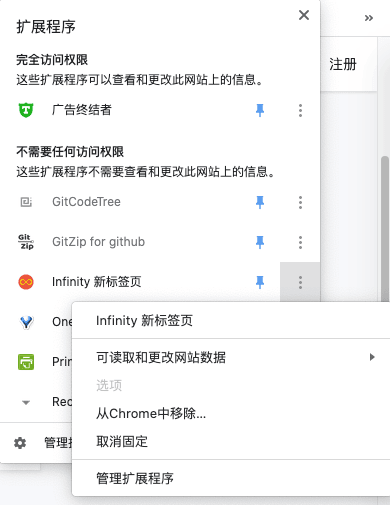 扩展程序
»
注册
完全访问权限
这些扩展程序可以查看和更改此网站上的信息。
广告终结者
不需要任何访问权限
这些扩展程序不需要查看和更改此网站上的信息。
GitCodeTree
Git Zip
GitZip for github
Infinity 新标签页
One
Infinity 新标签页
Prin
可读取和更改网站数据
选项
Rec
从Chrome中移除...
管理扩
取消固定
管理扩展程序